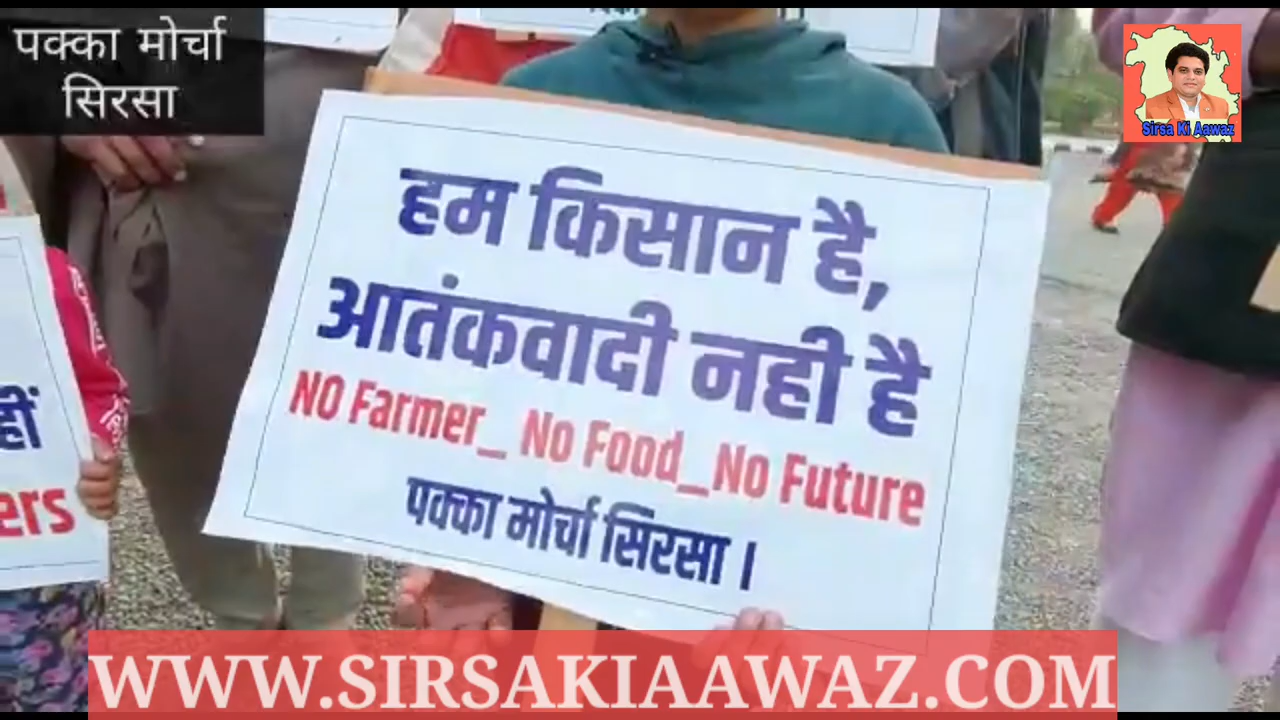 पक्का मोर्चा
सिरसा
Sirsa Ki Aawaz
हम किसान है,
आतंकवादी नही है
NO Farmer_ No Food_No Future
पक्का मोर्चा सिरसा।
WWW.SIRSAKIAAWAZ.COM